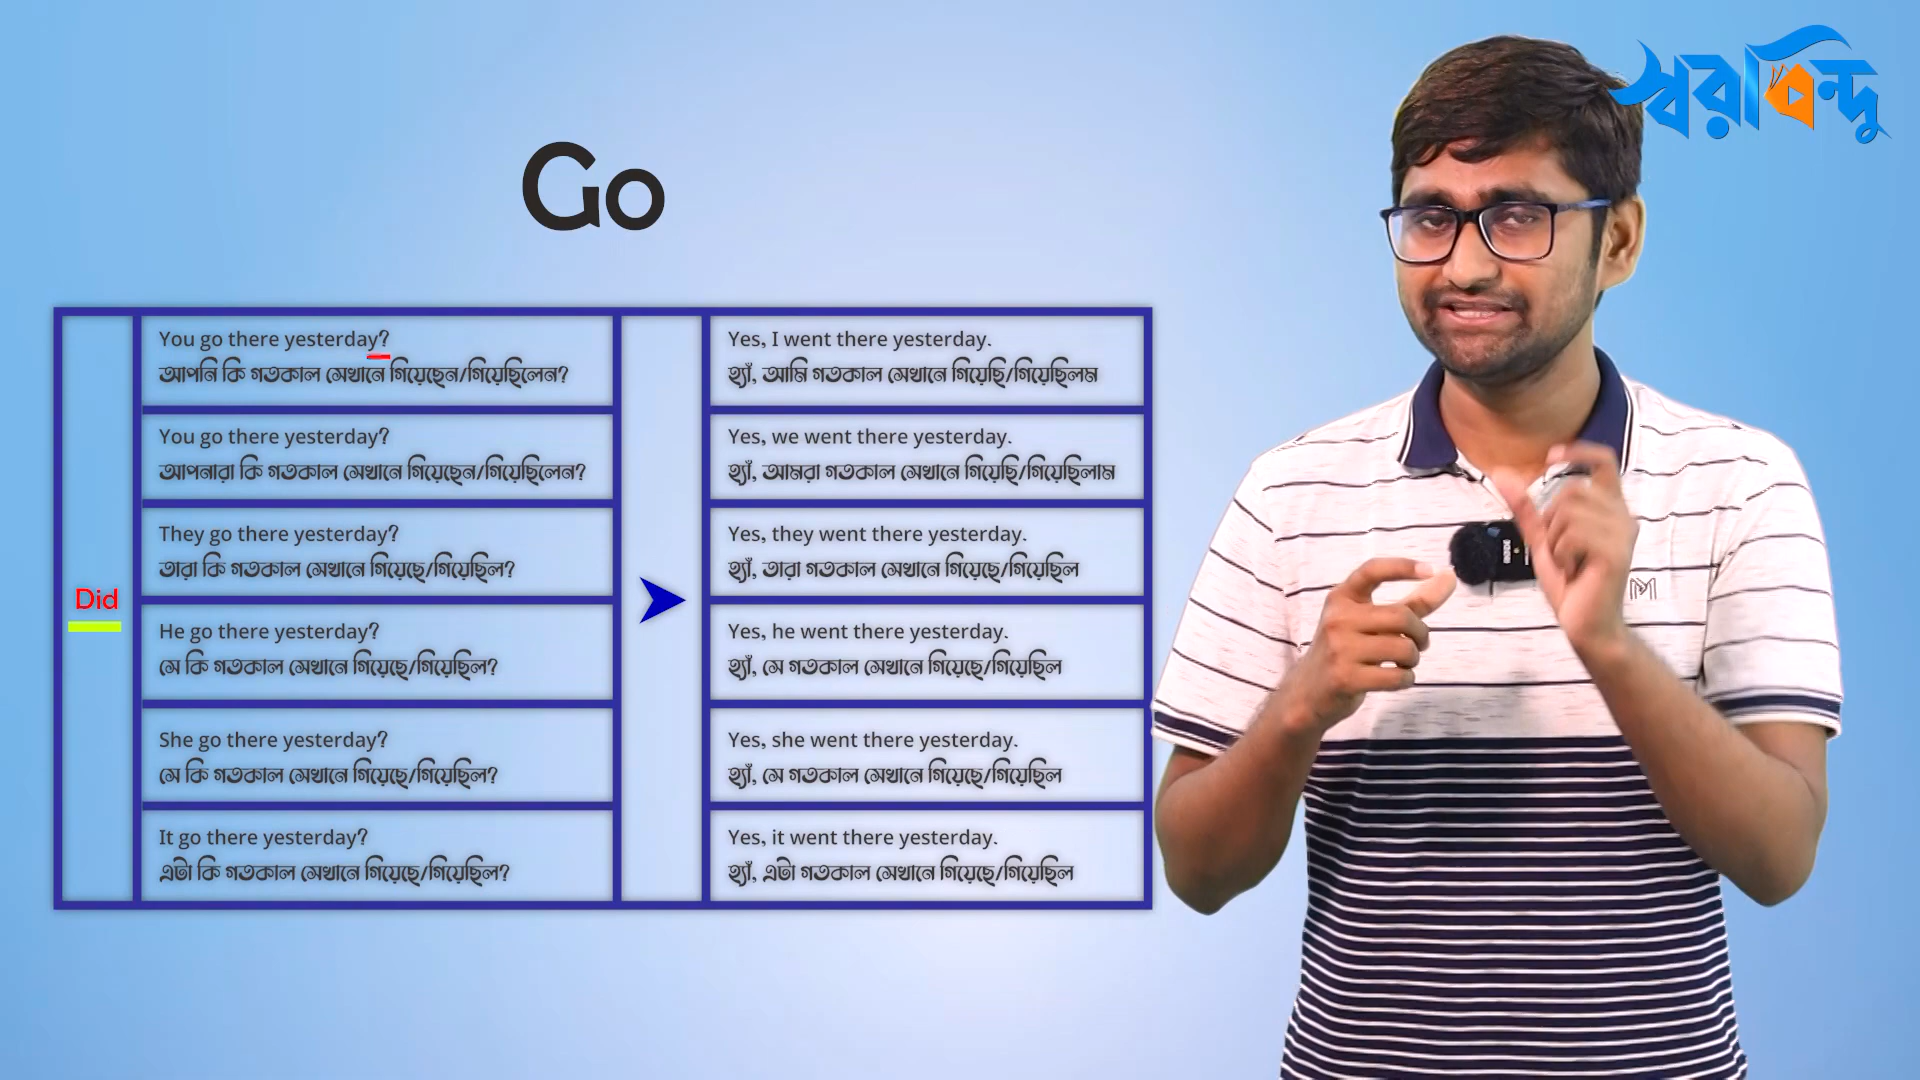 স্বরবিন্দু
Go
Did
You go there yesterday?
আপনি কি গতকাল সেখানে গিয়েছেন/গিয়েছিলেন?
Yes, I went there yesterday.
হ্যাঁ, আমি গতকাল সেখানে গিয়েছি/গিয়েছিলম
You go there yesterday?
আপনারা কি গতকাল সেখানে গিয়েছেন/গিয়েছিলেন?
Yes, we went there yesterday.
হ্যাঁ, আমরা গতকাল সেখানে গিয়েছি/গিয়েছিলাম
They go there yesterday?
তারা কি গতকাল সেখানে গিয়েছে/গিয়েছিল?
Yes, they went there yesterday.
হ্যাঁ, তারা গতকাল সেখানে গিয়েছে/গিয়েছিল
He go there yesterday?
সে কি গতকাল সেখানে গিয়েছে/গিয়েছিল?
Yes, he went there yesterday.
হ্যাঁ, সে গতকাল সেখানে গিয়েছে/গিয়েছিল
She go there yesterday?
সে কি গতকাল সেখানে গিয়েছে/গিয়েছিল?
Yes, she went there yesterday.
হ্যাঁ, সে গতকাল সেখানে গিয়েছে/গিয়েছিল
It go there yesterday?
এটা কি গতকাল সেখানে গিয়েছে/গিয়েছিল?
Yes, it went there yesterday.
হ্যাঁ, এটা গতকাল সেখানে গিয়েছে/গিয়েছিল